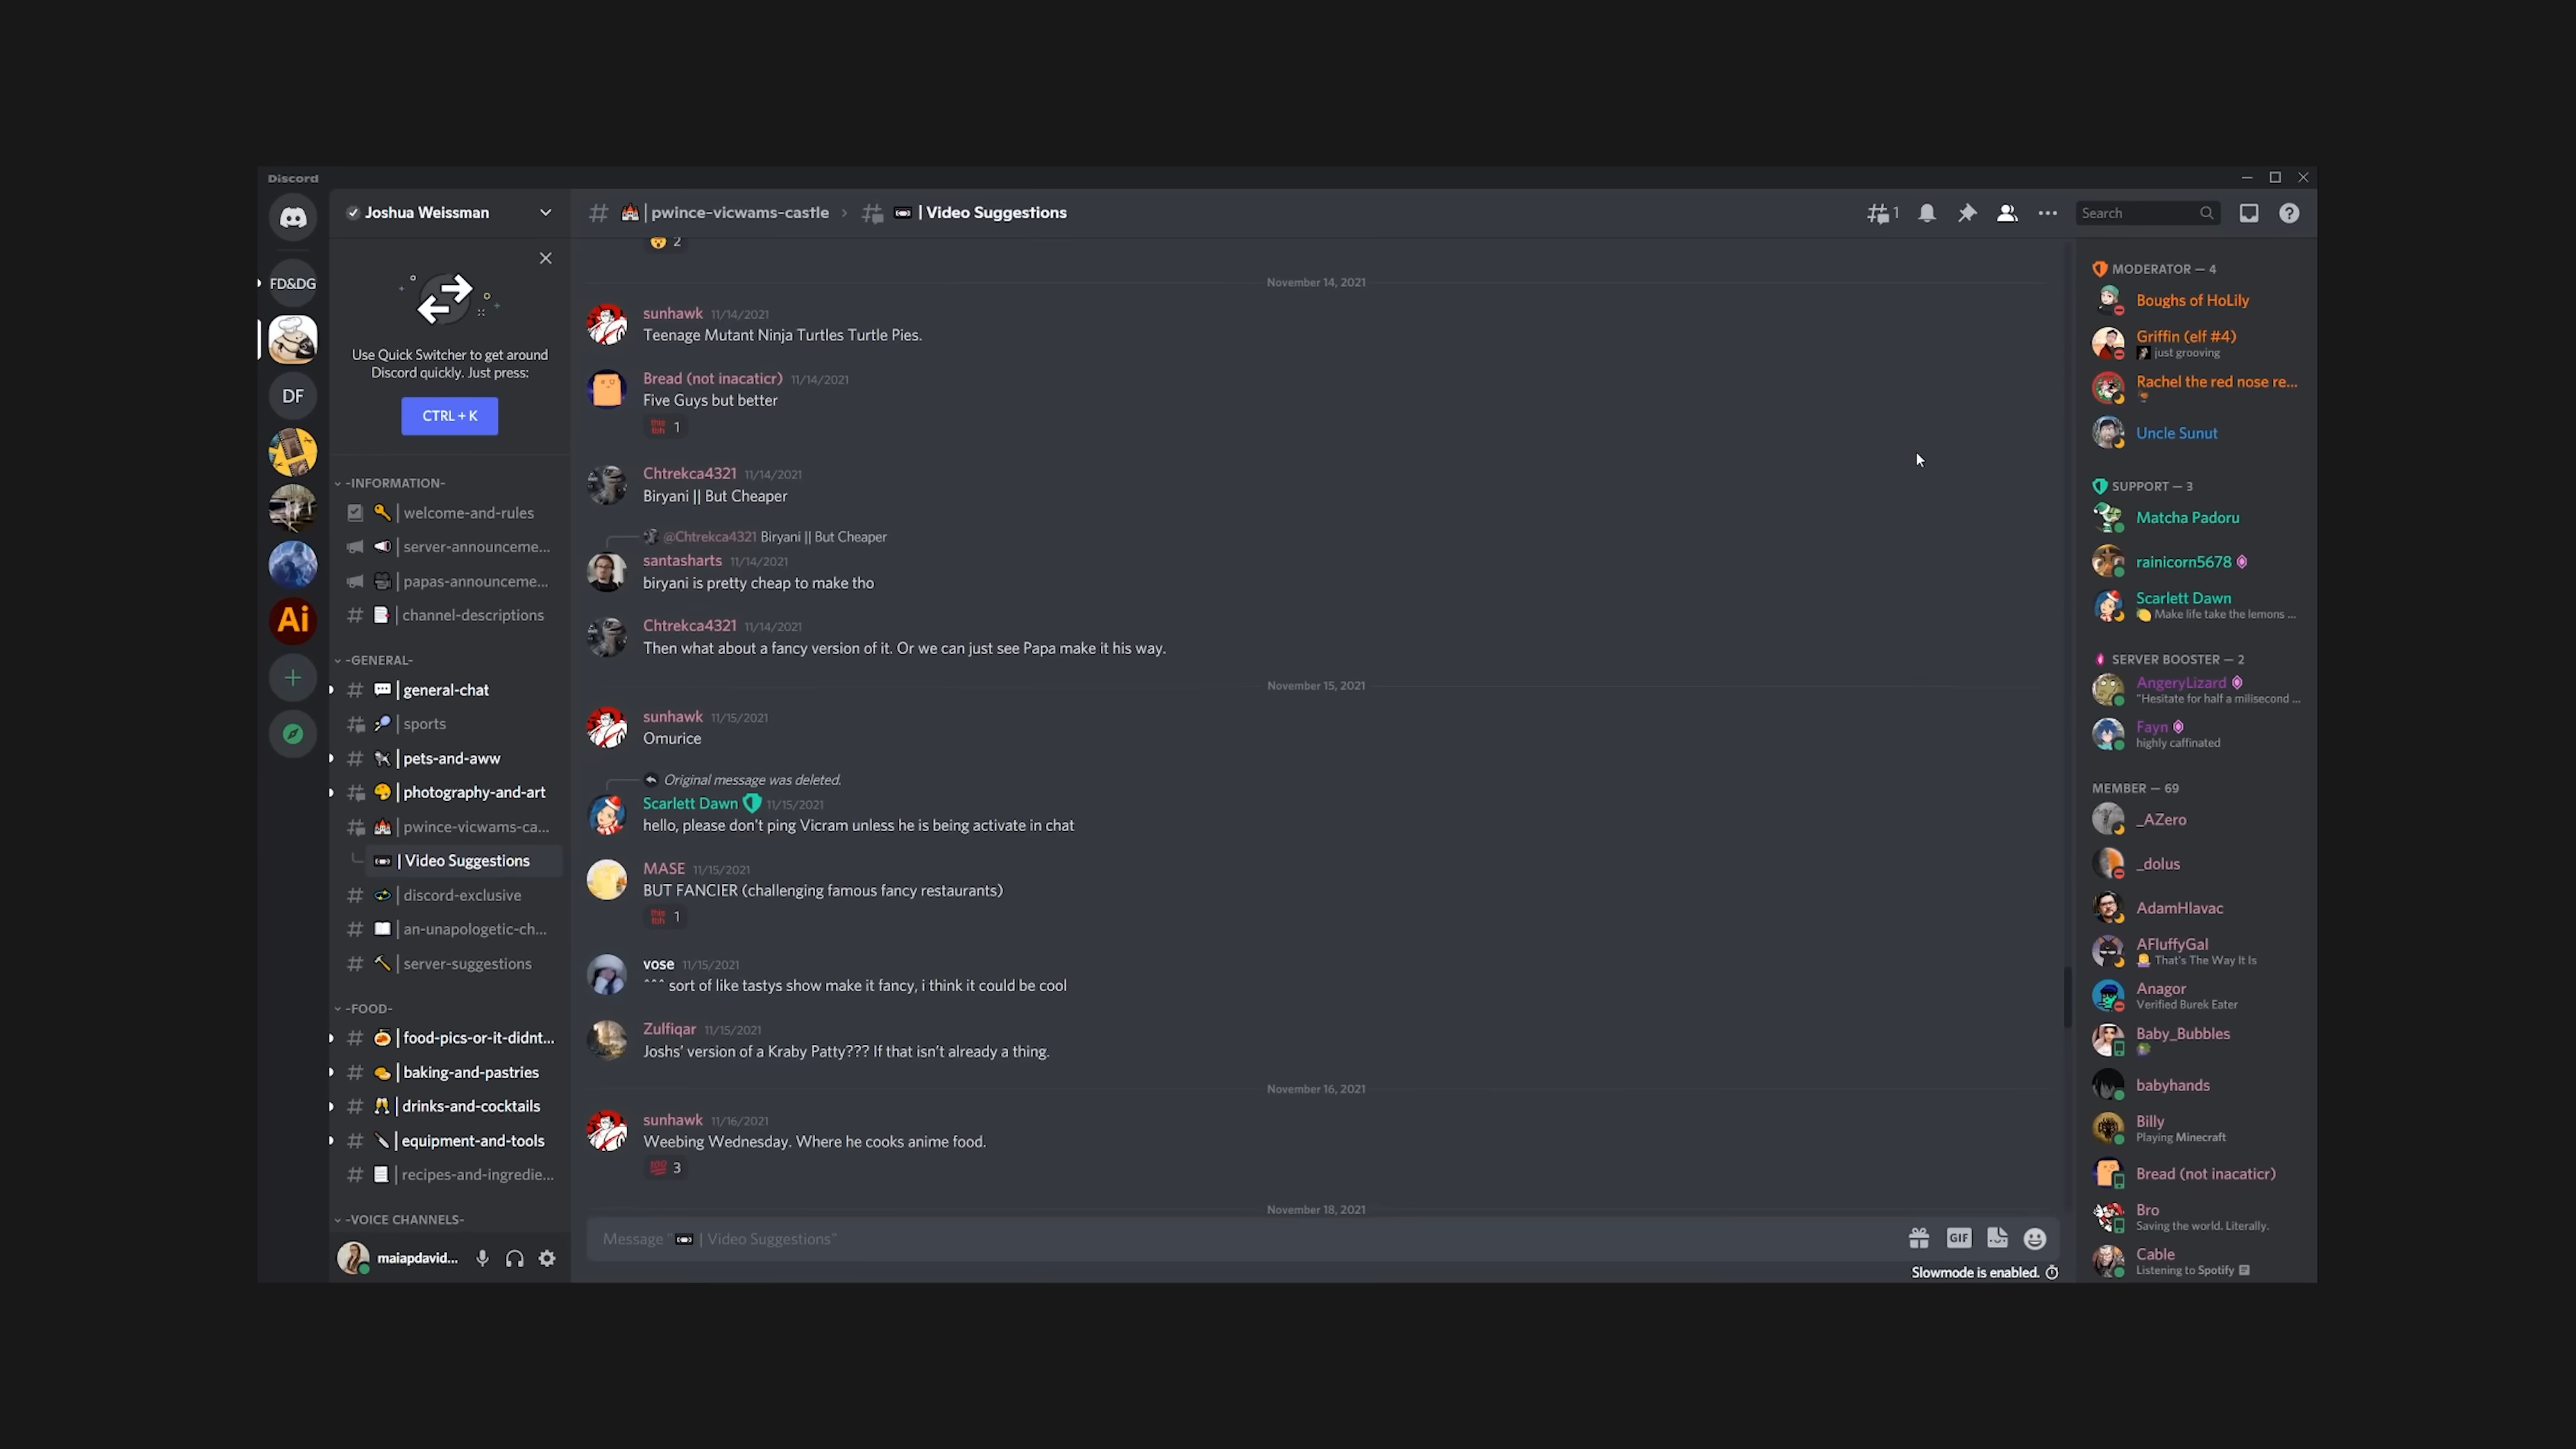 Discord
Joshua Weissman
| pwince-vicwams-castle › | Video Suggestions
1
Search
FD&DG
DF
Ai
Use Quick Switcher to get around
Discord quickly. Just press:
CTRL + K
-INFORMATION-
| welcome-and-rules
| server-announceme...
| papas-announceme...
| channel-descriptions
-GENERAL-
| general-chat
| sports
| pets-and-aww
| photography-and-art
| pwince-vicwams-ca...
| Video Suggestions
| discord-exclusive
| an-unapologetic-ch...
| server-suggestions
-FOOD-
| food-pics-or-it-didnt...
| baking-and-pastries
| drinks-and-cocktails
| equipment-and-tools
| recipes-and-ingredie...
-VOICE CHANNELS-
maiapdavid...
2
November 14, 2021
sunhawk 11/14/2021
Teenage Mutant Ninja Turtles Turtle Pies.
Bread (not inacaticr) 11/14/2021
Five Guys but better
1
Chtrekca4321 11/14/2021
Biryani || But Cheaper
@Chtrekca4321 Biryani || But Cheaper
santasharts 11/14/2021
biryani is pretty cheap to make tho
Chtrekca4321 11/14/2021
Then what about a fancy version of it. Or we can just see Papa make it his way.
November 15, 2021
sunhawk 11/15/2021
Omurice
Original message was deleted.
Scarlett Dawn 11/15/2021
hello, please don't ping Vicram unless he is being activate in chat
MASE 11/15/2021
BUT FANCIER (challenging famous fancy restaurants)
1
vose 11/15/2021
^^^ sort of like tastys show make it fancy, i think it could be cool
Zulfiqar 11/15/2021
Joshs' version of a Kraby Patty??? If that isn't already a thing.
November 16, 2021
sunhawk 11/16/2021
Weebing Wednesday. Where he cooks anime food.
3
November 18, 2021
Message " | Video Suggestions"
GIF
Slowmode is enabled.
MODERATOR — 4
Boughs of HoLily
Griffin (elf #4)
just grooving
Rachel the red nose re...
Uncle Sunut
SUPPORT — 3
Matcha Padoru
rainicorn5678
Scarlett Dawn
Make life take the lemons ...
SERVER BOOSTER — 2
AngeryLizard
"Hesitate for half a milisecond ...
Fayn
highly caffinated
MEMBER — 69
_AZero
_dolus
AdamHlavac
AFluffyGal
That's The Way It Is
Anagor
Verified Burek Eater
Baby_Bubbles
babyhands
Billy
Playing Minecraft
Bread (not inacaticr)
Bro
Saving the world. Literally.
Cable
Listening to Spotify